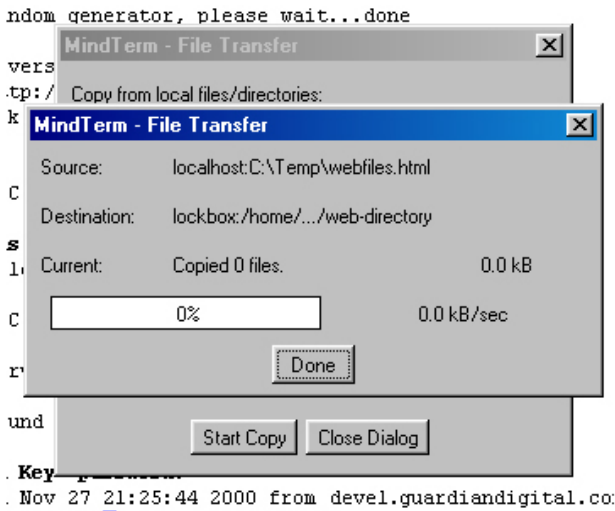 ndom generator, please wait...done
MindTerm - File Transfer
vers
tp:/
Copy from local files/directories:
k
MindTerm - File Transfer
Source: localhost:C:\Temp\webfiles.html
C
Destination: lockbox:/home/.../web-directory
s
Current: Copied 0 files. 0.0 kB
C
0% 0.0 kB/sec
Done
und
Start Copy Close Dialog
. Key
. Nov 27 21:25:44 2000 from devel.guardiandigital.co